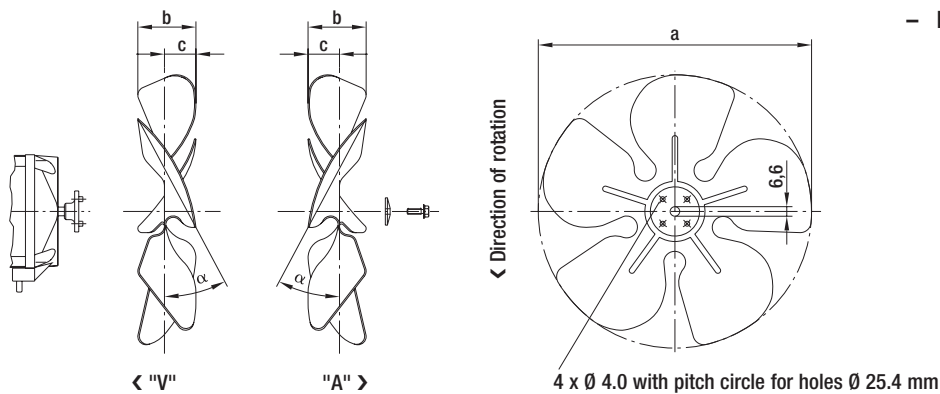 b
c
b
c
a
–
❮ Direction of rotation
6,6
α
α
❮ "V"
"A" ❯
4 x Ø 4.0 with pitch circle for holes Ø 25.4 mm